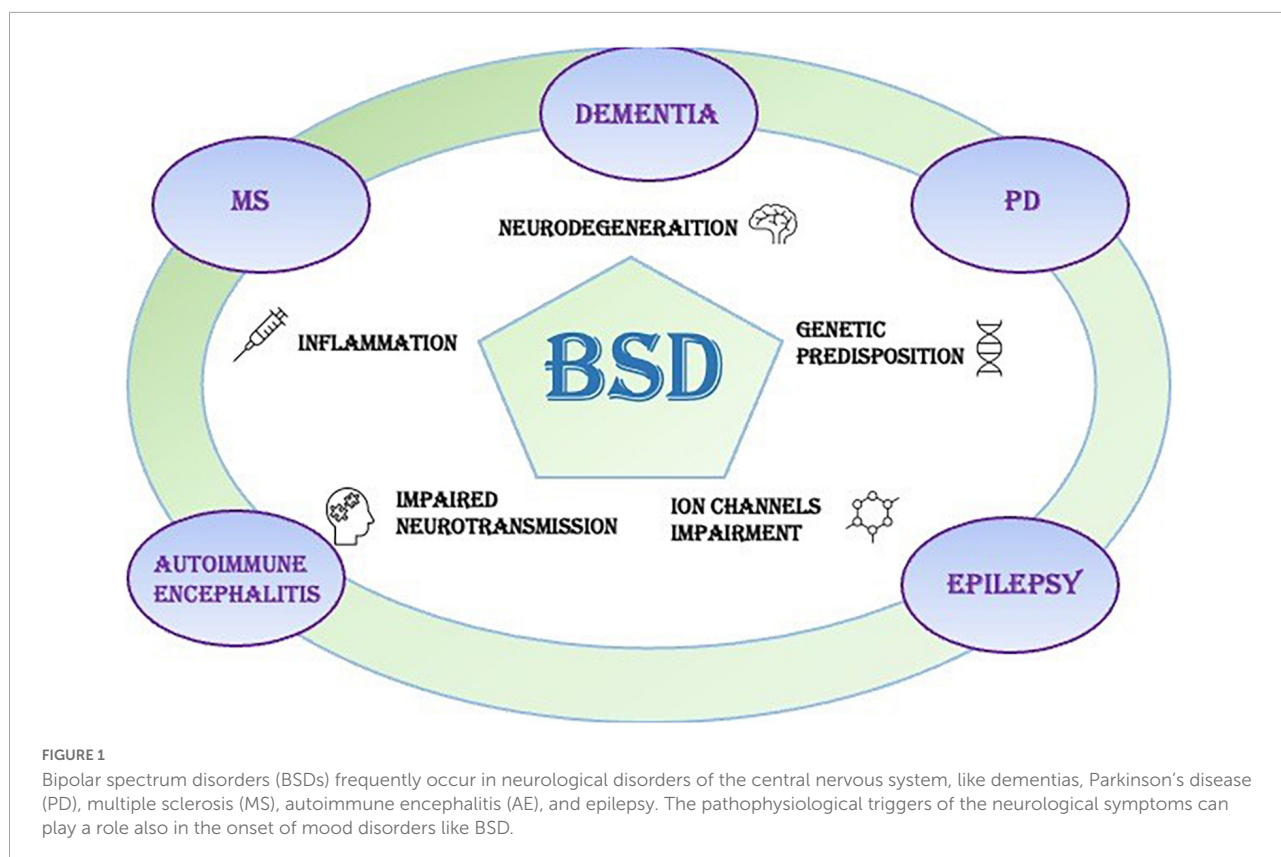 DEMENTIA
MS
PD
NEURODEGENERAITION
INFLAMMATION
BSD
GENETIC
PREDISPOSITION
IMPAIRED
NEUROTRANSMISSION
ION CHANNELS
IMPAIRMENT
AUTOIMMUNE
ENCEPHALITIS
EPILEPSY
FIGURE 1
Bipolar spectrum disorders (BSDs) frequently occur in neurological disorders of the central nervous system, like dementias, Parkinson's disease
(PD), multiple sclerosis (MS), autoimmune encephalitis (AE), and epilepsy. The pathophysiological triggers of the neurological symptoms can
play a role also in the onset of mood disorders like BSD.